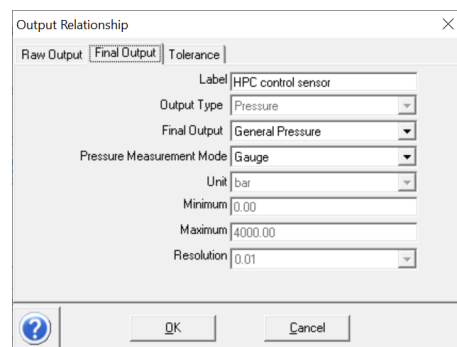 Output Relationship
Raw Output Final Output Tolerance
Label HPC control sensor
Output Type Pressure
Final Output General Pressure
Pressure Measurement Mode Gauge
Unit bar
Minimum 0.00
Maximum 4000.00
Resolution 0.01
? OK Cancel